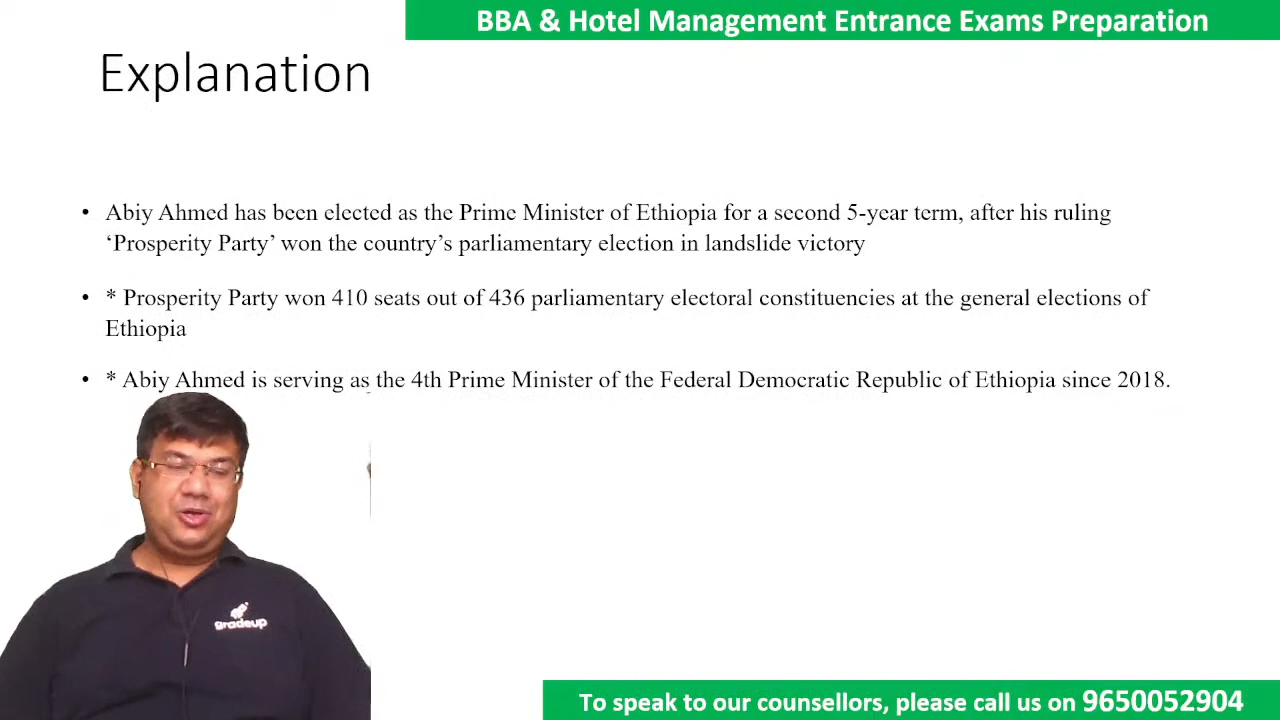 BBA & Hotel Management Entrance Exams Preparation
Explanation
• Abiy Ahmed has been elected as the Prime Minister of Ethiopia for a second 5-year term, after his ruling
‘Prosperity Party’ won the country’s parliamentary election in landslide victory
• * Prosperity Party won 410 seats out of 436 parliamentary electoral constituencies at the general elections of
Ethiopia
• * Abiy Ahmed is serving as the 4th Prime Minister of the Federal Democratic Republic of Ethiopia since 2018.
gradeup
To speak to our counsellors, please call us on 9650052904